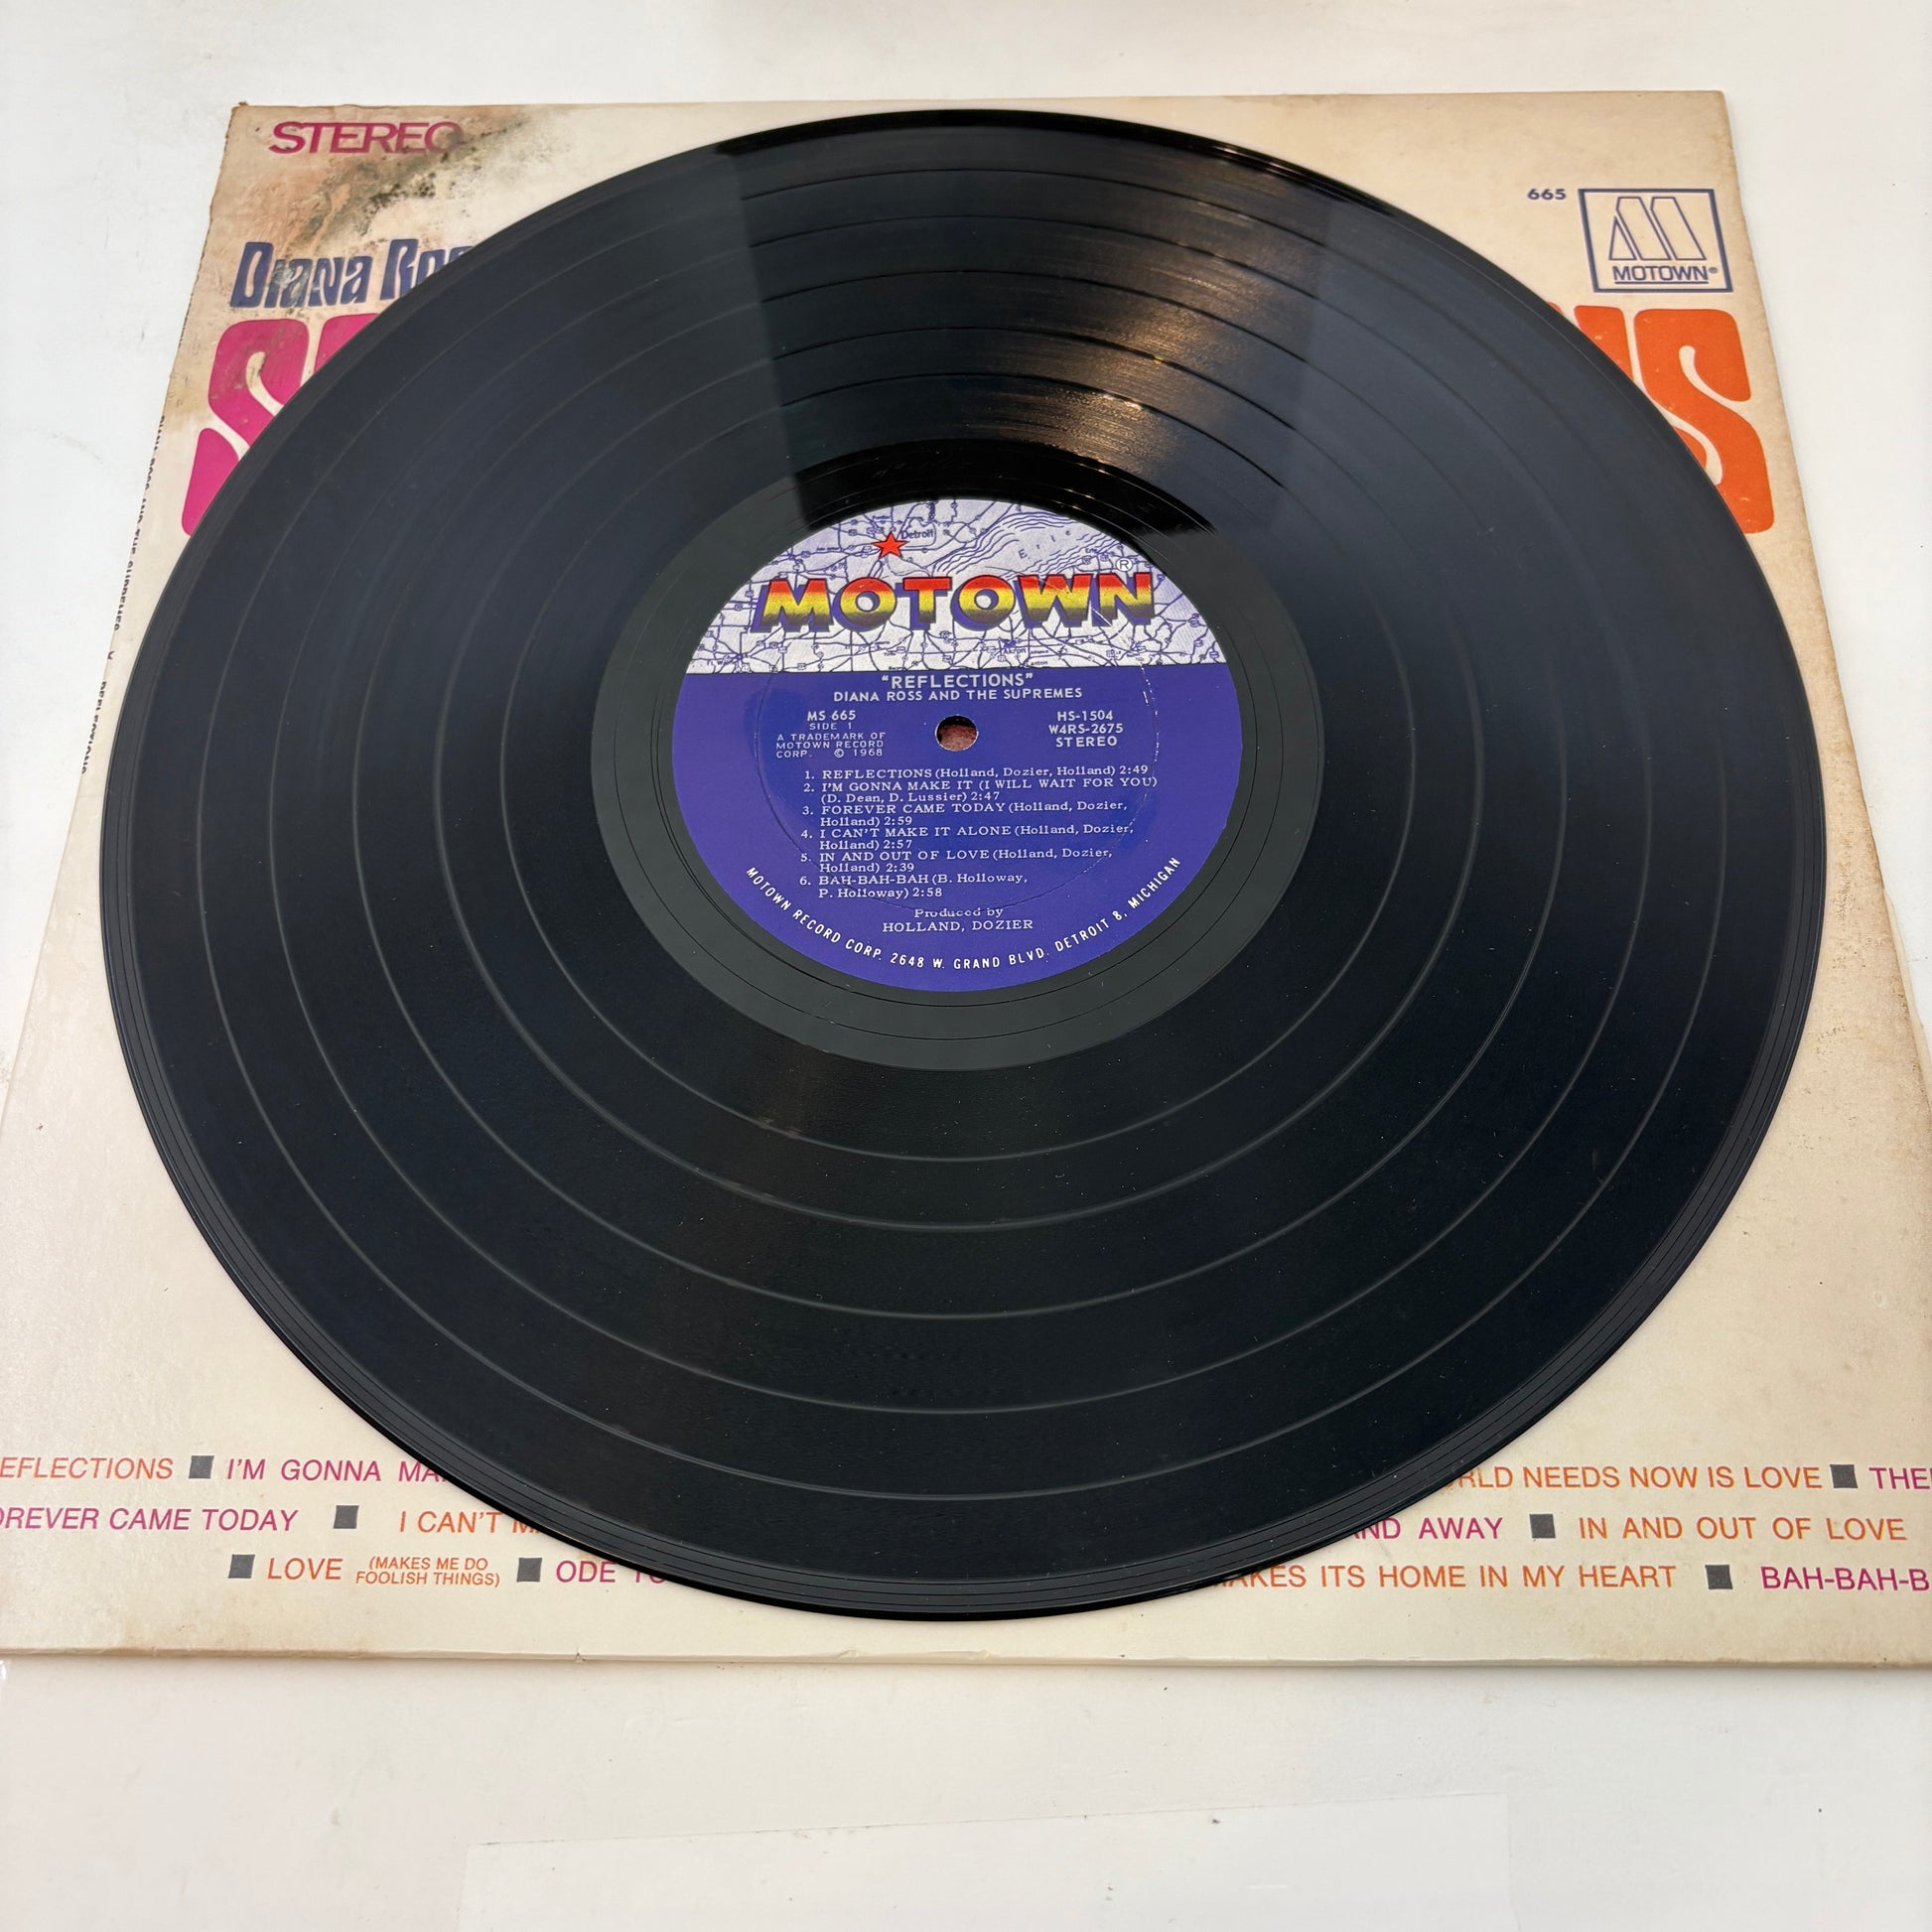 STEREO
665
MOTOWN®
Diana
S
S
Detroit
Erie
MOTOWN®
Akron
"REFLECTIONS"
DIANA ROSS AND THE SUPREMES
MS 665
SIDE 1
A TRADEMARK OF
MOTOWN RECORD
CORP. © 1968
HS-1504
W4RS-2675
STEREO
1. REFLECTIONS (Holland, Dozier, Holland) 2:49
2. I'M GONNA MAKE IT (I WILL WAIT FOR YOU)
(D. Dean, D. Lussier) 2:47
3. FOREVER CAME TODAY (Holland, Dozier,
Holland) 2:59
4. I CAN'T MAKE IT ALONE (Holland, Dozier,
Holland) 2:57
5. IN AND OUT OF LOVE (Holland, Dozier,
Holland) 2:39
6. BAH-BAH-BAH (B. Holloway,
P. Holloway) 2:58
Produced by
HOLLAND, DOZIER
MOTOWN RECORD CORP. 2648 W. GRAND BLVD. DETROIT 8, MICHIGAN
EFLECTIONS ■ I'M GONNA MA
RLD NEEDS NOW IS LOVE ■ THE
OREVER CAME TODAY ■ I CAN'T
AND AWAY ■ IN AND OUT OF LOVE
■ LOVE (MAKES ME DO FOOLISH THINGS) ■ ODE
AKES ITS HOME IN MY HEART ■ BAH-BAH-B